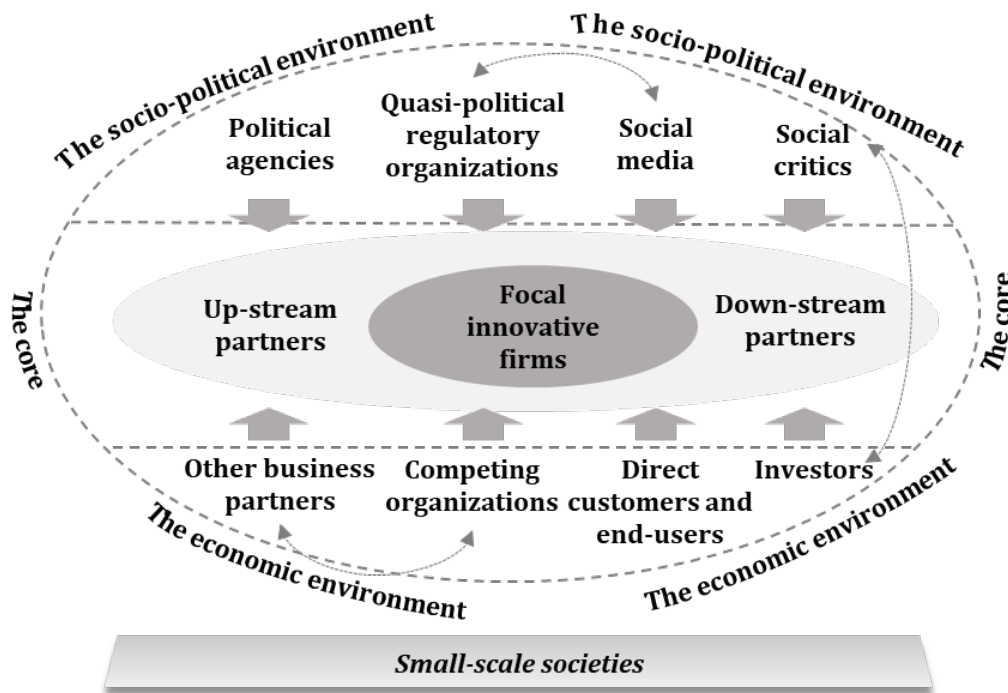 The socio-political environment
The socio-political environment
Political
agencies
Quasi-political
regulatory
organizations
Social
media
Social
critics
The core
Up-stream
partners
Focal
innovative
firms
Down-stream
partners
The core
Other business
partners
Competing
organizations
Direct
customers and
end-users
Investors
The economic environment
The economic environment
Small-scale societies